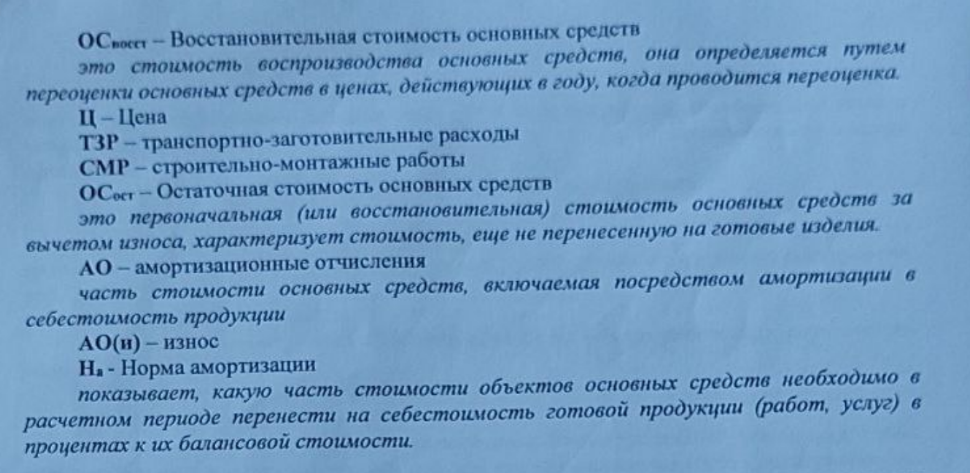 ОСвосст – Восстановительная стоимость основных средств
это стоимость воспроизводства основных средств, она определяется путем
переоценки основных средств в ценах, действующих в году, когда проводится переоценка.
Ц – Цена
ТЗР – транспортно-заготовительные расходы
СМР – строительно-монтажные работы
ОСост – Остаточная стоимость основных средств
это первоначальная (или восстановительная) стоимость основных средств за
вычетом износа, характеризует стоимость, еще не перенесенную на готовые изделия.
АО – амортизационные отчисления
часть стоимости основных средств, включаемая посредством амортизации в
себестоимость продукции
АО(и) – износ
На - Норма амортизации
показывает, какую часть стоимости объектов основных средств необходимо в
расчетном периоде перенести на себестоимость готовой продукции (работ, услуг) в
процентах к их балансовой стоимости.